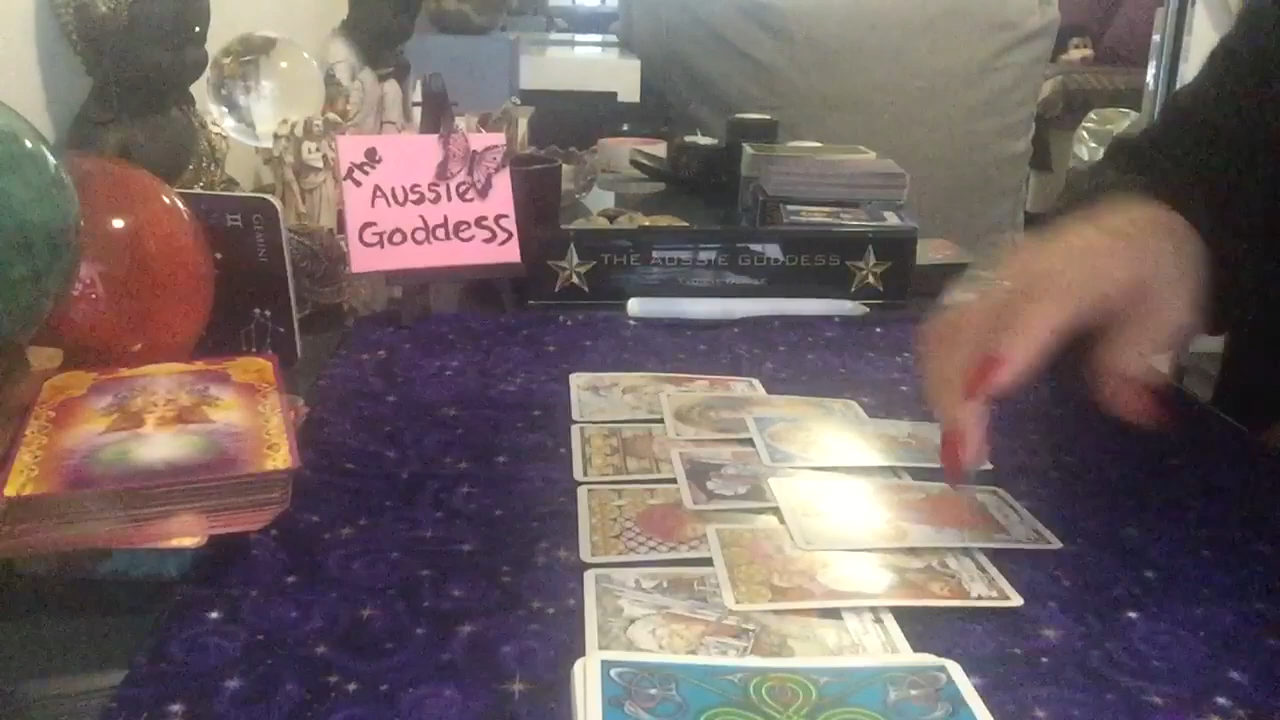 The
Aussie
Goddess
THE AUSSIE GODDESS
GEMINI